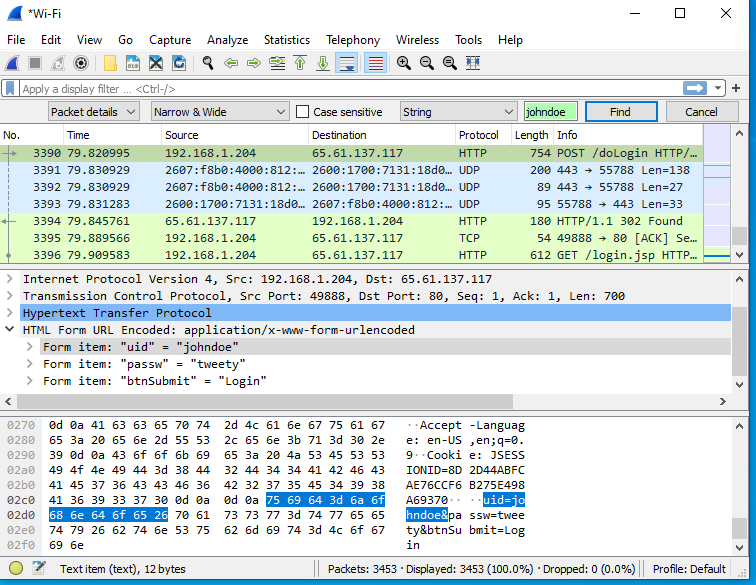 *Wi-Fi
File Edit View Go Capture Analyze Statistics Telephony Wireless Tools Help
Apply a display filter ... <Ctrl-/>
Packet details Narrow & Wide Case sensitive String johndoe Find Cancel
No. Time Source Destination Protocol Length Info
3390 79.820995 192.168.1.204 65.61.137.117 HTTP 754 POST /doLogin HTTP/…
3391 79.830929 2607:f8b0:4000:812:… 2600:1700:7131:18d0… UDP 200 443 → 55788 Len=138
3392 79.830929 2607:f8b0:4000:812:… 2600:1700:7131:18d0… UDP 89 443 → 55788 Len=27
3393 79.831283 2600:1700:7131:18d0… 2607:f8b0:4000:812:… UDP 95 55788 → 443 Len=33
3394 79.845761 65.61.137.117 192.168.1.204 HTTP 180 HTTP/1.1 302 Found
3395 79.889566 192.168.1.204 65.61.137.117 TCP 54 49888 → 80 [ACK] Se…
3396 79.909583 192.168.1.204 65.61.137.117 HTTP 612 GET /login.jsp HTTP…
Internet Protocol Version 4, Src: 192.168.1.204, Dst: 65.61.137.117
Transmission Control Protocol, Src Port: 49888, Dst Port: 80, Seq: 1, Ack: 1, Len: 700
Hypertext Transfer Protocol
HTML Form URL Encoded: application/x-www-form-urlencoded
Form item: "uid" = "johndoe"
Form item: "passw" = "tweety"
Form item: "btnSubmit" = "Login"
0270 0d 0a 41 63 63 65 70 74 2d 4c 61 6e 67 75 61 67 ··Accept -Languag
0280 65 3a 20 65 6e 2d 55 53 2c 65 6e 3b 71 3d 30 2e e: en-US ,en;q=0.
0290 39 0d 0a 43 6f 6f 6b 69 65 3a 20 4a 53 45 53 53 9··Cooki e: JSESS
02a0 49 4f 4e 49 44 3d 38 44 32 44 34 34 41 42 46 43 IONID=8D 2D44ABFC
02b0 41 45 37 36 43 43 46 36 42 32 37 35 45 34 39 38 AE76CCF6 B275E498
02c0 41 36 39 33 37 30 0d 0a 0d 0a 75 69 64 3d 6a 6f A69370·· ··uid=jo
02d0 68 6e 64 6f 65 26 70 61 73 73 77 3d 74 77 65 65 hndoe&pa ssw=twee
02e0 74 79 26 62 74 6e 53 75 62 6d 69 74 3d 4c 6f 67 ty&btnSu bmit=Log
02f0 69 6e in
Text item (text), 12 bytes Packets: 3453 · Displayed: 3453 (100.0%) · Dropped: 0 (0.0%) Profile: Default